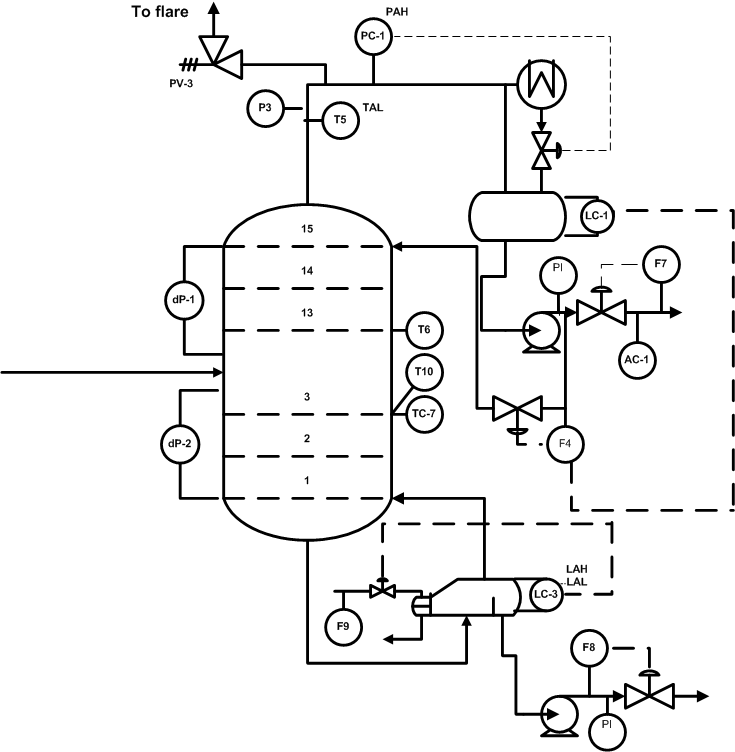 To flare
PAH
PC-1
PV-3
P3
TAL
T5
15
LC-1
14
PI
F7
dP-1
13
T6
AC-1
T10
3
TC-7
dP-2
2
F4
1
LAH
LAL
LC-3
F9
F8
PI